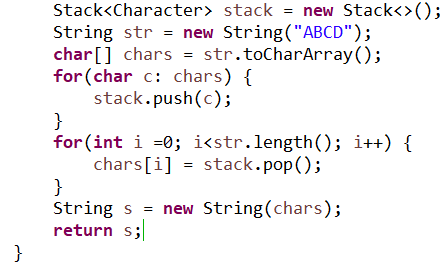 Stack<Character> stack = new Stack<>();
String str = new String("ABCD");
char[] chars = str.toCharArray();
for(char c: chars) {
stack.push(c);
}
for(int i =0; i<str.length(); i++) {
chars[i] = stack.pop();
}
String s = new String(chars);
return s;
}